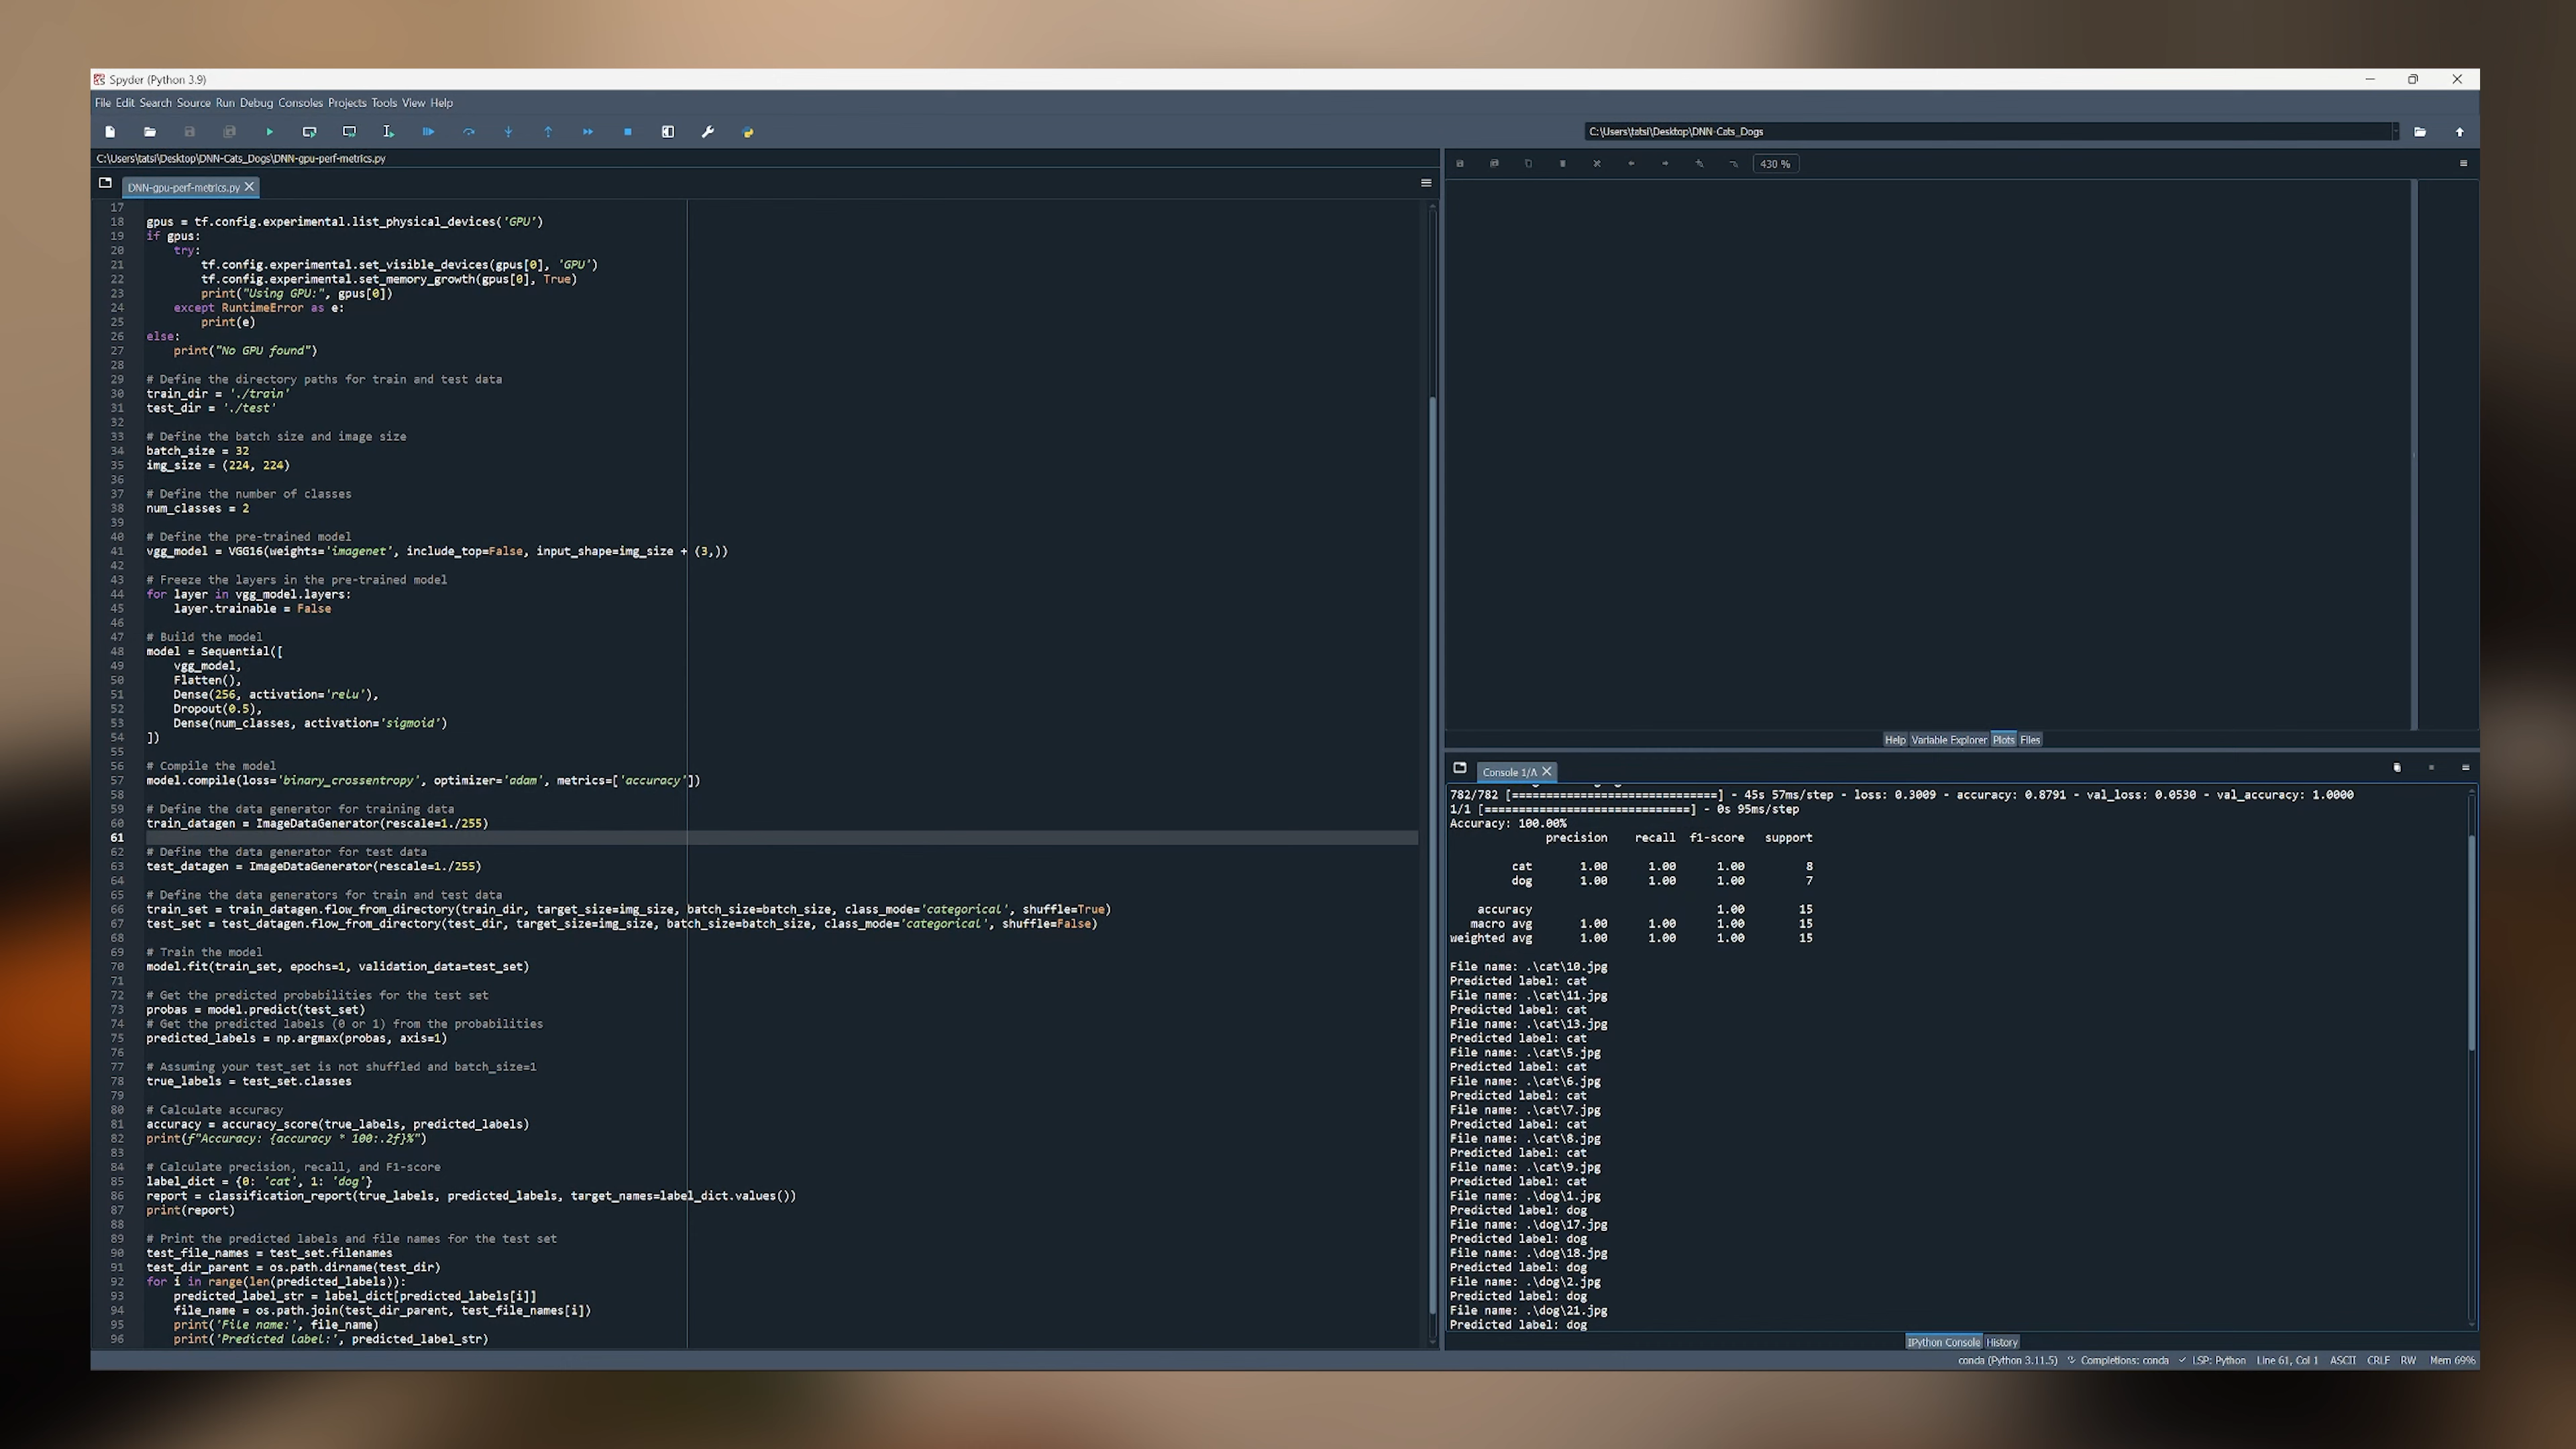 Spyder (Python 3.9)
File Edit Search Source Run Debug Consoles Projects Tools View Help
C:\Users\tatsi\Desktop\DNN-Cats_Dogs
C:\Users\tatsi\Desktop\DNN-Cats_Dogs\DNN-gpu-perf-metrics.py
DNN-gpu-perf-metrics.py
17
18 gpus = tf.config.experimental.list_physical_devices('GPU')
19 if gpus:
20     try:
21         tf.config.experimental.set_visible_devices(gpus[0], 'GPU')
22         tf.config.experimental.set_memory_growth(gpus[0], True)
23         print("Using GPU:", gpus[0])
24     except RuntimeError as e:
25         print(e)
26 else:
27     print("No GPU found")
28
29 # Define the directory paths for train and test data
30 train_dir = './train'
31 test_dir = './test'
32
33 # Define the batch size and image size
34 batch_size = 32
35 img_size = (224, 224)
36
37 # Define the number of classes
38 num_classes = 2
39
40 # Define the pre-trained model
41 vgg_model = VGG16(weights='imagenet', include_top=False, input_shape=img_size + (3,))
42
43 # Freeze the layers in the pre-trained model
44 for layer in vgg_model.layers:
45     layer.trainable = False
46
47 # Build the model
48 model = Sequential([
49     vgg_model,
50     Flatten(),
51     Dense(256, activation='relu'),
52     Dropout(0.5),
53     Dense(num_classes, activation='sigmoid')
54 ])
55
56 # Compile the model
57 model.compile(loss='binary_crossentropy', optimizer='adam', metrics=['accuracy'])
58
59 # Define the data generator for training data
60 train_datagen = ImageDataGenerator(rescale=1./255)
61
62 # Define the data generator for test data
63 test_datagen = ImageDataGenerator(rescale=1./255)
64
65 # Define the data generators for train and test data
66 train_set = train_datagen.flow_from_directory(train_dir, target_size=img_size, batch_size=batch_size, class_mode='categorical', shuffle=True)
67 test_set = test_datagen.flow_from_directory(test_dir, target_size=img_size, batch_size=batch_size, class_mode='categorical', shuffle=False)
68
69 # Train the model
70 model.fit(train_set, epochs=1, validation_data=test_set)
71
72 # Get the predicted probabilities for the test set
73 probas = model.predict(test_set)
74 # Get the predicted labels (0 or 1) from the probabilities
75 predicted_labels = np.argmax(probas, axis=1)
76
77 # Assuming your test_set is not shuffled and batch_size=1
78 true_labels = test_set.classes
79
80 # Calculate accuracy
81 accuracy = accuracy_score(true_labels, predicted_labels)
82 print(f"Accuracy: {accuracy * 100:.2f}%")
83
84 # Calculate precision, recall, and F1-score
85 label_dict = {0: 'cat', 1: 'dog'}
86 report = classification_report(true_labels, predicted_labels, target_names=label_dict.values())
87 print(report)
88
89 # Print the predicted labels and file names for the test set
90 test_file_names = test_set.filenames
91 test_dir_parent = os.path.dirname(test_dir)
92 for i in range(len(predicted_labels)):
93     predicted_label_str = label_dict[predicted_labels[i]]
94     file_name = os.path.join(test_dir_parent, test_file_names[i])
95     print('File name:', file_name)
96     print('Predicted label:', predicted_label_str)
430 %
Help Variable Explorer Plots Files
Console 1/A
782/782 [==============================] - 45s 57ms/step - loss: 0.3009 - accuracy: 0.8791 - val_loss: 0.0530 - val_accuracy: 1.0000
1/1 [==============================] - 0s 95ms/step
Accuracy: 100.00%
precision recall f1-score support
cat 1.00 1.00 1.00 8
dog 1.00 1.00 1.00 7
accuracy 1.00 15
macro avg 1.00 1.00 1.00 15
weighted avg 1.00 1.00 1.00 15
File name: .\cat\10.jpg
Predicted label: cat
File name: .\cat\11.jpg
Predicted label: cat
File name: .\cat\13.jpg
Predicted label: cat
File name: .\cat\5.jpg
Predicted label: cat
File name: .\cat\6.jpg
Predicted label: cat
File name: .\cat\7.jpg
Predicted label: cat
File name: .\cat\8.jpg
Predicted label: cat
File name: .\cat\9.jpg
Predicted label: cat
File name: .\dog\1.jpg
Predicted label: dog
File name: .\dog\17.jpg
Predicted label: dog
File name: .\dog\18.jpg
Predicted label: dog
File name: .\dog\2.jpg
Predicted label: dog
File name: .\dog\21.jpg
Predicted label: dog
IPython Console History
conda (Python 3.11.5) Completions: conda LSP: Python Line 61, Col 1 ASCII CRLF RW Mem 69%